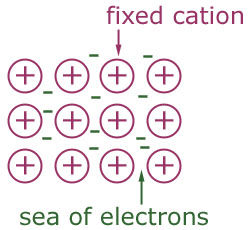 fixed cation
sea of electrons